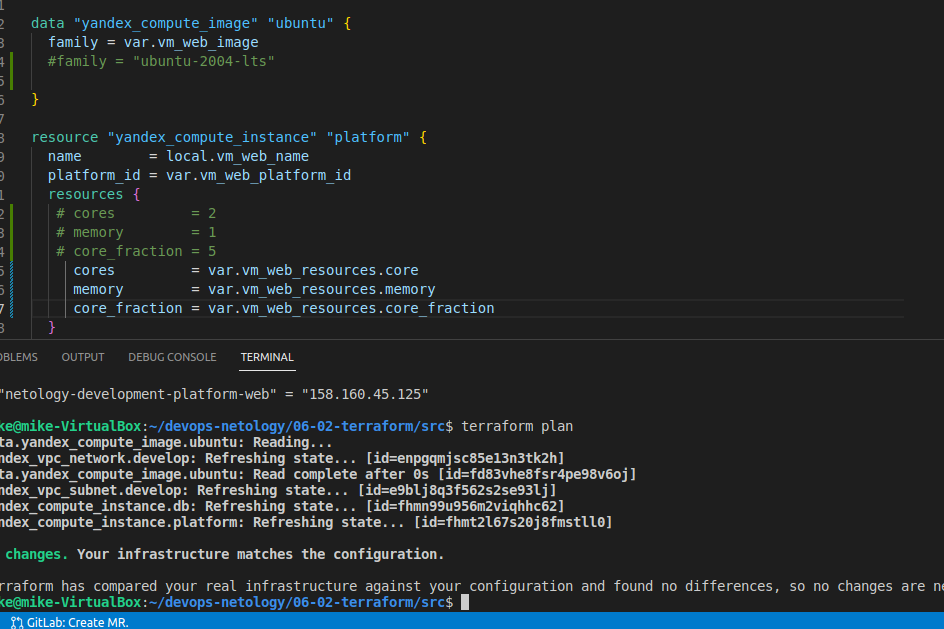 1
2 data "yandex_compute_image" "ubuntu" {
3 family = var.vm_web_image
4 #family = "ubuntu-2004-lts"
5
6 }
7
8 resource "yandex_compute_instance" "platform" {
9 name        = local.vm_web_name
0 platform_id = var.vm_web_platform_id
1 resources {
2 # cores         = 2
3 # memory        = 1
4 # core_fraction = 5
5 cores         = var.vm_web_resources.core
6 memory        = var.vm_web_resources.memory
7 core_fraction = var.vm_web_resources.core_fraction
8 }
OBLEMS OUTPUT DEBUG CONSOLE TERMINAL
"netology-development-platform-web" = "158.160.45.125"
ke@mike-VirtualBox:~/devops-netology/06-02-terraform/src$ terraform plan
ta.yandex_compute_image.ubuntu: Reading...
ndex_vpc_network.develop: Refreshing state... [id=enpgqmjsc85e13n3tk2h]
ta.yandex_compute_image.ubuntu: Read complete after 0s [id=fd83vhe8fsr4pe98v6oj]
ndex_vpc_subnet.develop: Refreshing state... [id=e9blj8q3f562s2se93lj]
ndex_compute_instance.db: Refreshing state... [id=fhmn99u956m2viqhhc62]
ndex_compute_instance.platform: Refreshing state... [id=fhmt2l67s20j8fmstll0]
changes. Your infrastructure matches the configuration.
rraform has compared your real infrastructure against your configuration and found no differences, so no changes are ne
ke@mike-VirtualBox:~/devops-netology/06-02-terraform/src$
GitLab: Create MR.